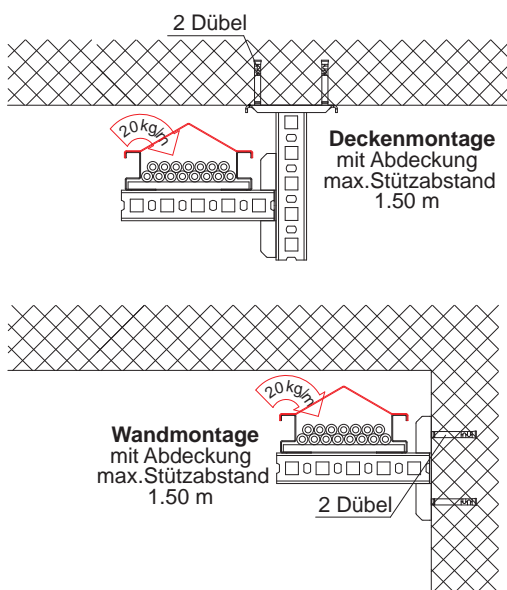 2 Dübel
20 kg/m
Deckenmontage
mit Abdeckung
max.Stützabstand
1.50 m
20 kg/m
Wandmontage
mit Abdeckung
max.Stützabstand
1.50 m
2 Dübel